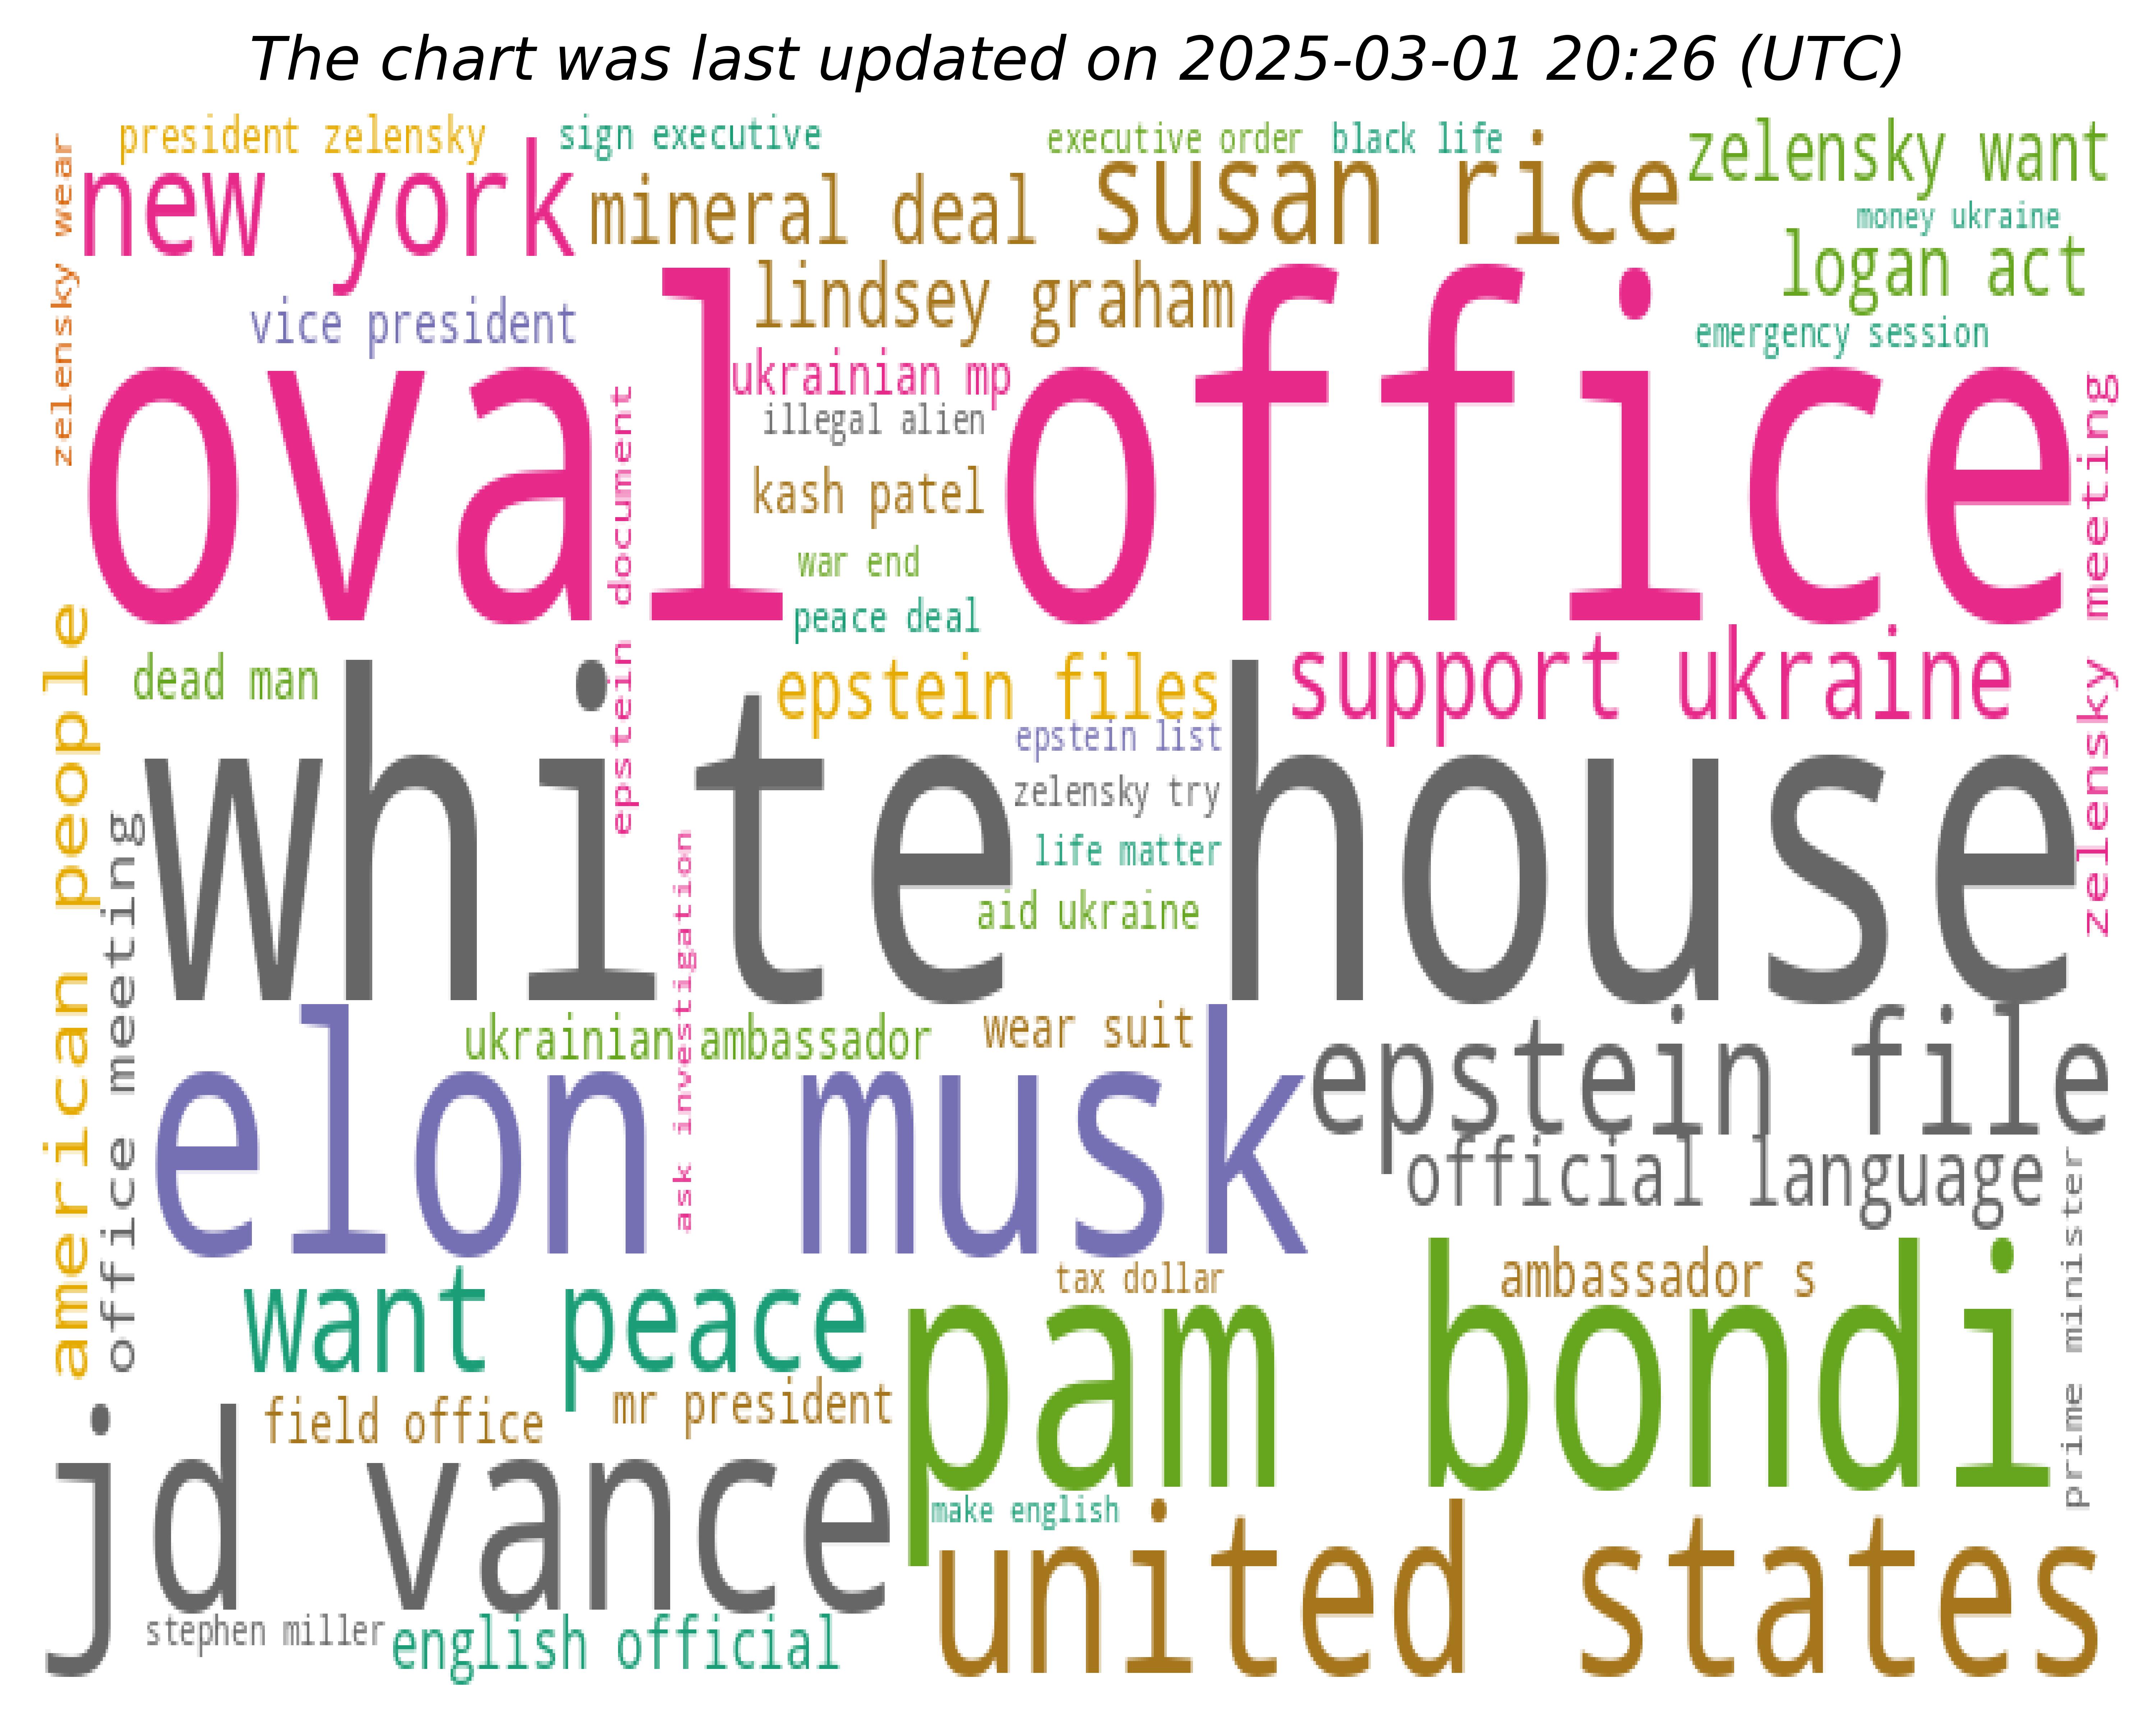 The chart was last updated on 2025-03-01 20:26 (UTC)
president zelensky
sign executive
executive order
black life
zelensky want
zelensky wear
new york
mineral deal
susan rice
money ukraine
logan act
lindsey graham
vice president
emergency session
oval office
ukrainian mp
illegal alien
epstein document
kash patel
war end
peace deal
zelensky meeting
american people
dead man
epstein files
support ukraine
epstein list
white house
zelensky try
life matter
aid ukraine
office meeting
ask investigation
ukrainian ambassador
wear suit
epstein file
elon musk
official language
prime minister
want peace
tax dollar
ambassador s
pam bondi
field office
mr president
jd vance
make english
united states
stephen miller
english official